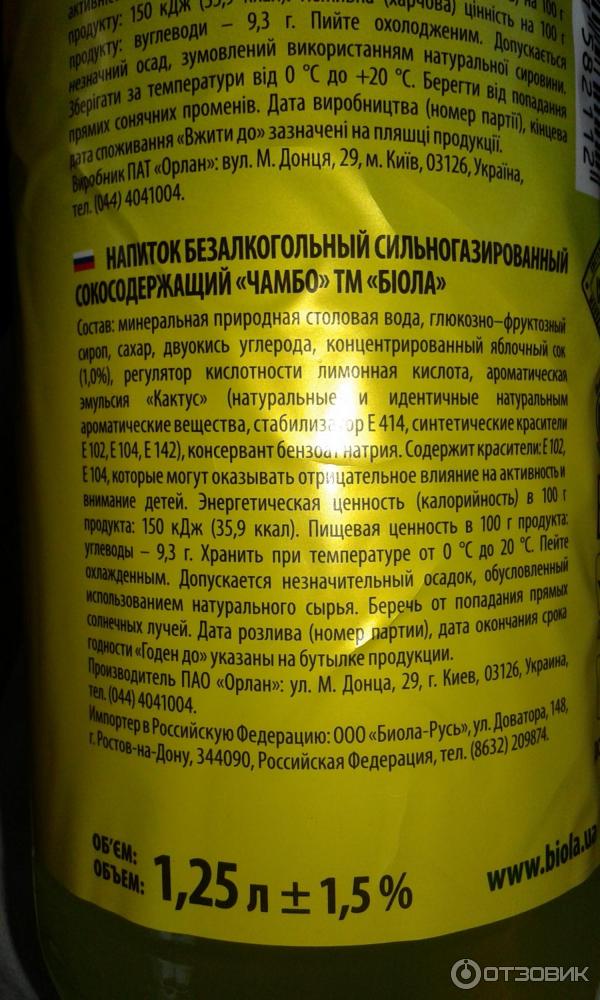 продукту: 150 кДж (35,9 ккал). (харчова) цінність на 100 г
продукту: вуглеводи – 9,3 г. Пийте охолодженим. Допускається
незначний осад, зумовлений використанням натуральної сировини.
Зберігати за температури від 0 °С до +20 °С. Берегти від попадання
прямих сонячних променів. Дата виробництва (номер партії), кінцева
дата споживання «Вжити до» зазначені на пляшці продукції.
Виробник ПАТ «Орлан»: вул. М. Донця, 29, м. Київ, 03126, Україна,
тел. (044) 4041004.
НАПИТОК БЕЗАЛКОГОЛЬНЫЙ СИЛЬНОГАЗИРОВАННЫЙ
СОКОСОДЕРЖАЩИЙ «ЧАМБО» ТМ «БІОЛА»
Состав: минеральная природная столовая вода, глюкозно–фруктозный
сироп, сахар, двуокись углерода, концентрированный яблочный сок
(1,0%), регулятор кислотности лимонная кислота, ароматическая
эмульсия «Кактус» (натуральные и идентичные натуральным
ароматические вещества, стабилизатор Е 414, синтетические красители
Е 102, Е 104, Е 142), консервант бензоат натрия. Содержит красители: Е 102,
Е 104, которые могут оказывать отрицательное влияние на активность и
внимание детей. Энергетическая ценность (калорийность) в 100 г
продукта: 150 кДж (35,9 ккал). Пищевая ценность в 100 г продукта:
углеводы – 9,3 г. Хранить при температуре от 0 °С до 20 °С. Пейте
охлажденным. Допускается незначительный осадок, обусловленный
использованием натурального сырья. Беречь от попадания прямых
солнечных лучей. Дата розлива (номер партии), дата окончания срока
годности «Годен до» указаны на бутылке продукции.
Производитель ПАО «Орлан»: ул. М. Донца, 29, г. Киев, 03126, Украина,
тел. (044) 4041004.
Импортер в Российскую Федерацию: ООО «Биола-Русь», ул. Доватора, 148,
г. Ростов-на-Дону, 344090, Российская Федерация, тел. (8632) 209874.
ОБ'ЄМ:
ОБЪЕМ: 1,25 л ± 1,5 %
www.biola.ua
ОТЗОВИК